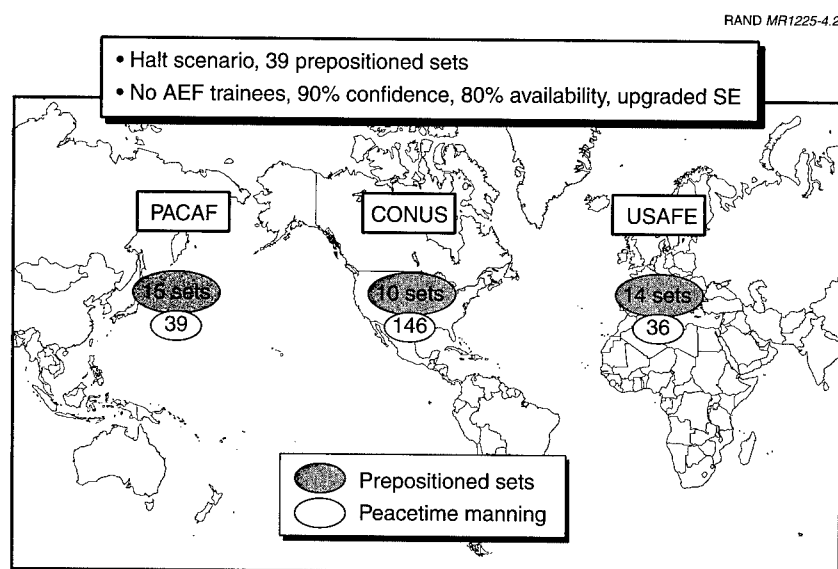 RAND MR1225-4.2
• Halt scenario, 39 prepositioned sets
• No AEF trainees, 90% confidence, 80% availability, upgraded SE
PACAF
CONUS
USAFE
15 sets
10 sets
14 sets
39
146
36
Prepositioned sets
Peacetime manning